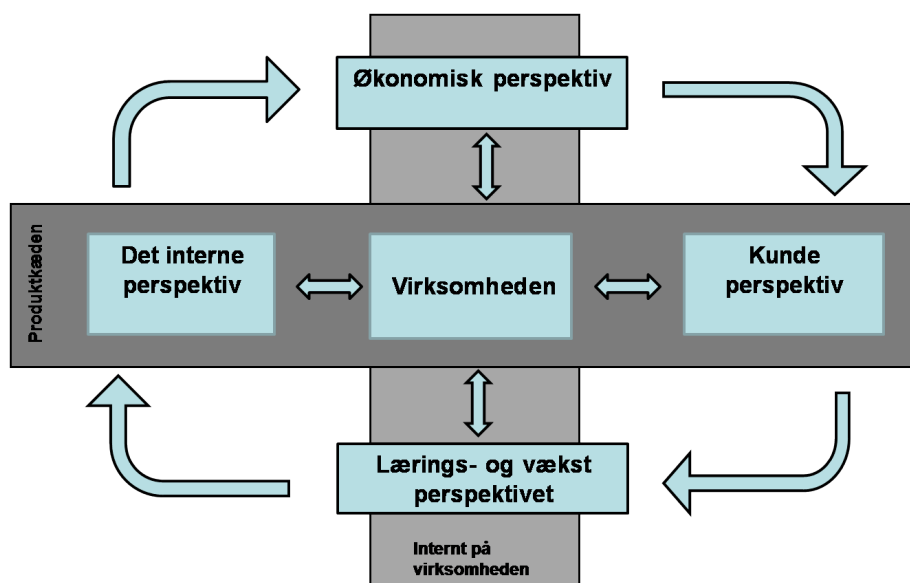 Økonomisk perspektiv
Produktkæden
Det interne
perspektiv
Virksomheden
Kunde
perspektiv
Lærings- og vækst
perspektivet
Internt på
virksomheden